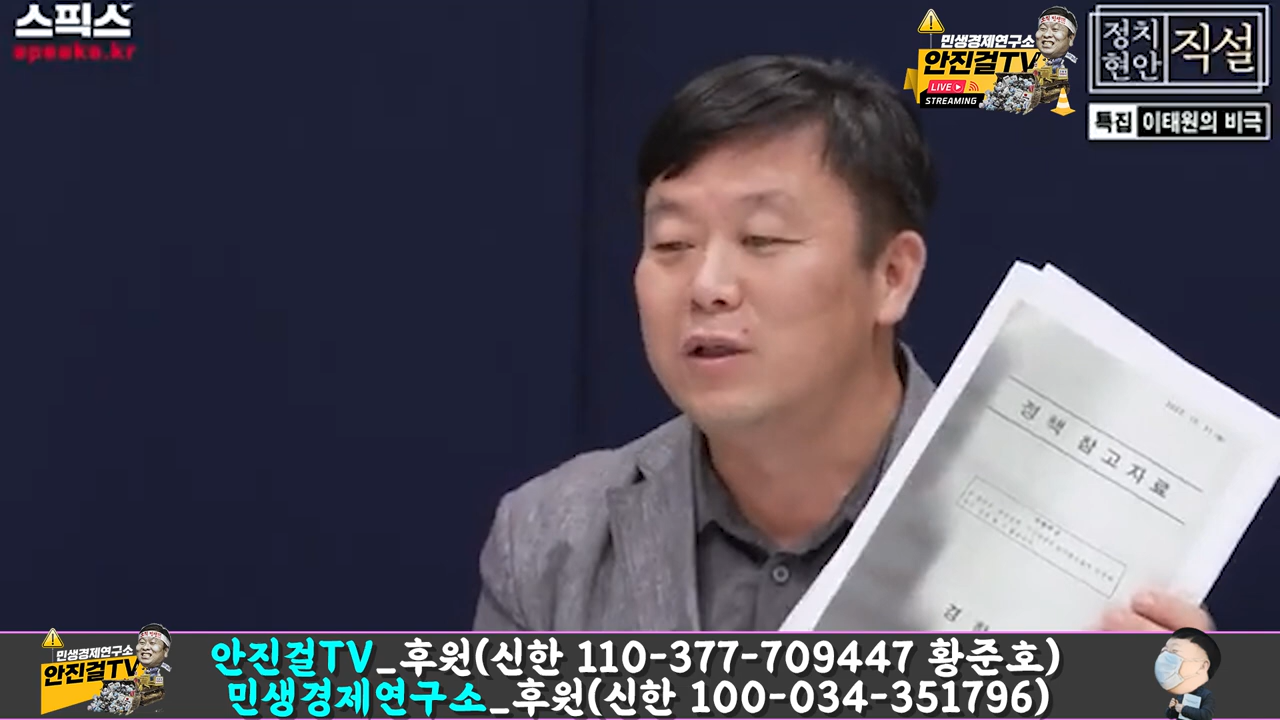 스픽스
speaks.kr
민생경제연구소
안진걸TV
LIVE
STREAMING
정치
현안
직설
특집 이태원의 비극
정책참고자료
경찰
민생경제연구소
안진걸TV
안진걸TV_후원(신한 110-377-709447 황준호)
민생경제연구소_후원(신한 100-034-351796)